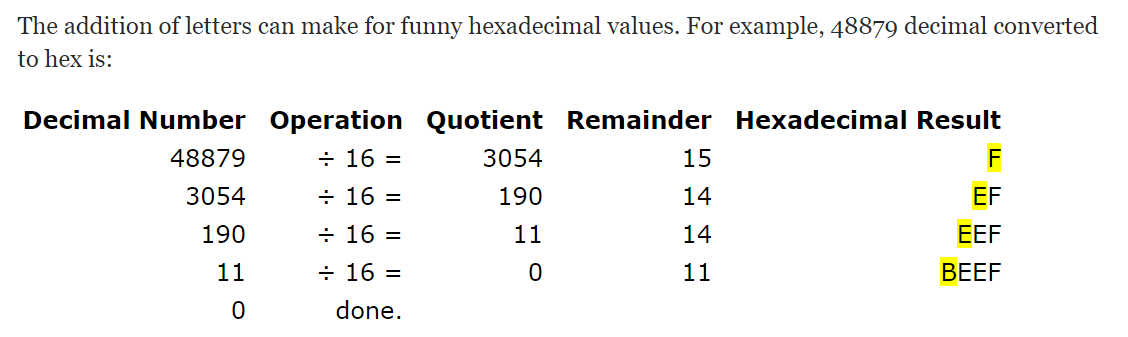 The addition of letters can make for funny hexadecimal values. For example, 48879 decimal converted
to hex is:
Decimal Number Operation Quotient Remainder Hexadecimal Result
48879 ÷ 16 = 3054 15 F
3054 ÷ 16 = 190 14 EF
190 ÷ 16 = 11 14 EEF
11 ÷ 16 = 0 11 BEEF
0 done.